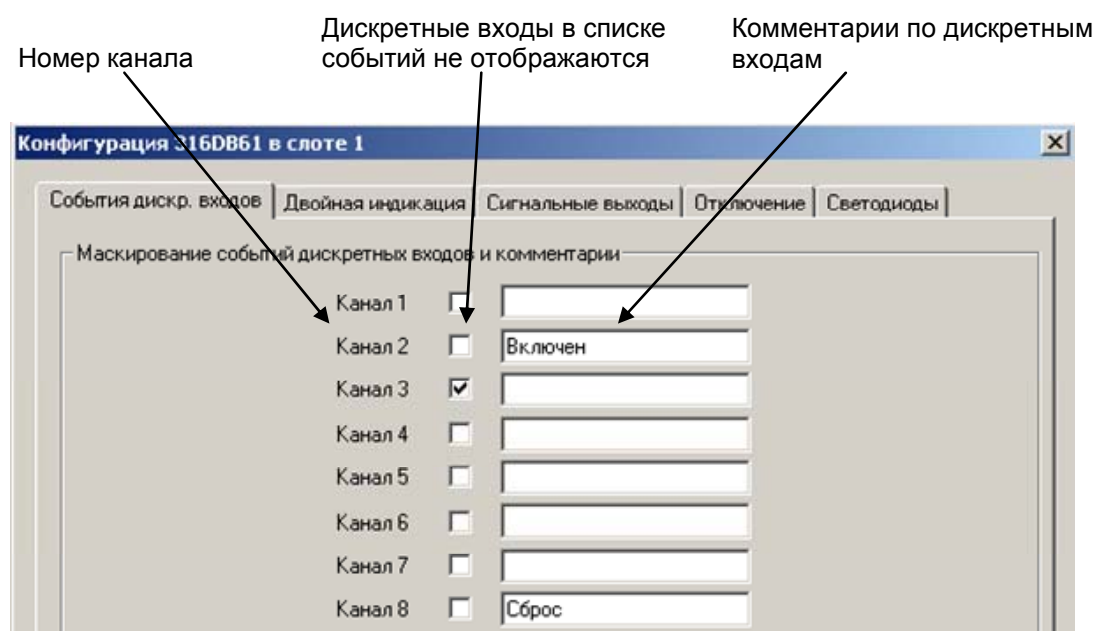 Номер канала
Дискретные входы в списке
событий не отображаются
Комментарии по дискретным
входам
Конфигурация 316DB61 в слоте 1
События дискр. входов
Двойная индикация
Сигнальные выходы
Отключение
Светодиоды
Маскирование событий дискретных входов и комментарии
Канал 1
Канал 2
Включен
Канал 3
Канал 4
Канал 5
Канал 6
Канал 7
Канал 8
Сброс